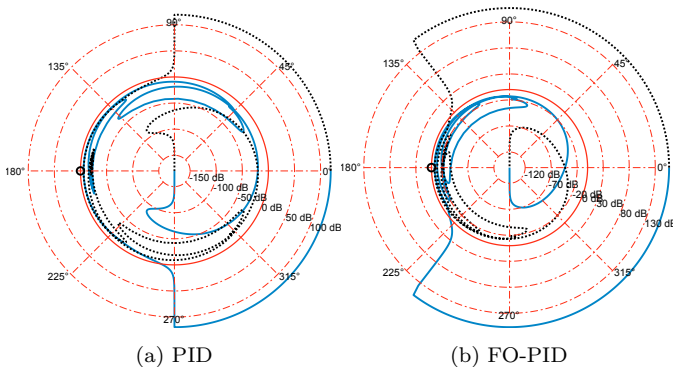 90°
135°
45°
180°
0°
-150 dB
-100 dB
-50 dB
0 dB
50 dB
100 dB
225°
315°
270°
(a) PID
90°
135°
45°
180°
0°
-120 dB
-70 dB
-20 dB
30 dB
80 dB
130 dB
225°
315°
270°
(b) FO-PID